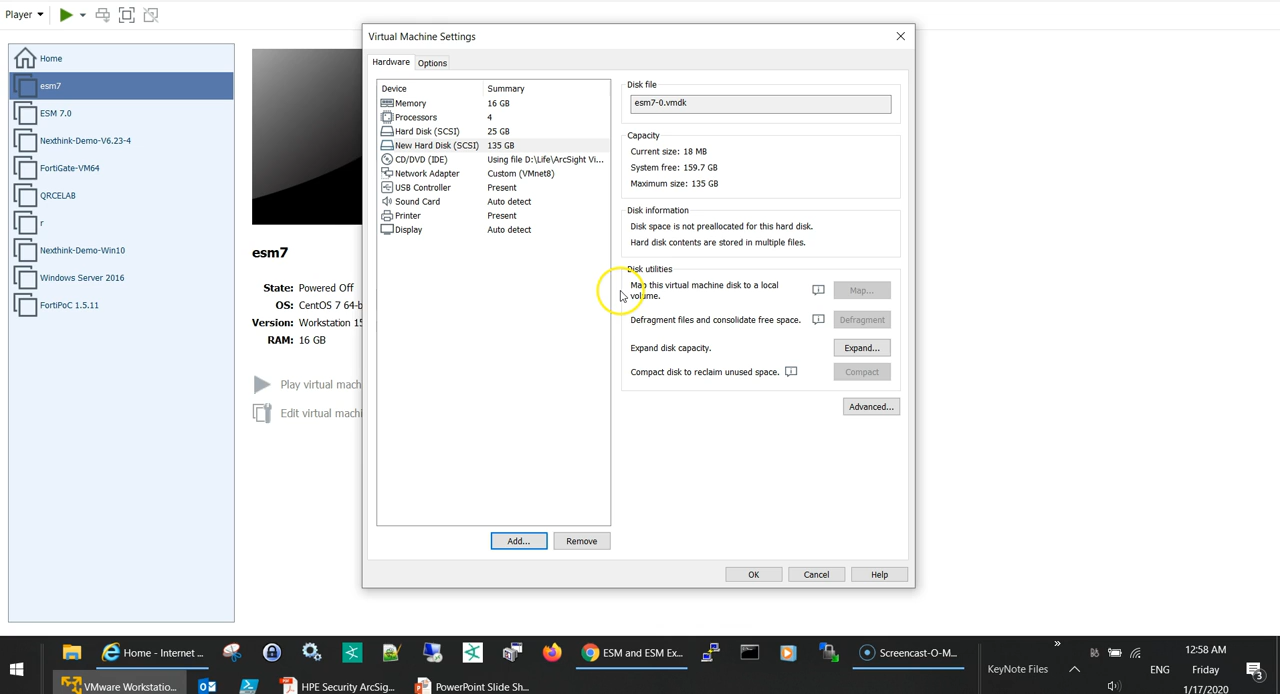 Player
Home
esm7
ESM 7.0
Nexthink-Demo-V6.23-4
FortiGate-VM64
QRCELAB
r
Nexthink-Demo-Win10
Windows Server 2016
FortiPoC 1.5.11
esm7
State: Powered Off
OS: CentOS 7 64-b
Version: Workstation 15
RAM: 16 GB
Play virtual mach
Edit virtual machi
Virtual Machine Settings
Hardware Options
Device Summary
Memory 16 GB
Processors 4
Hard Disk (SCSI) 25 GB
New Hard Disk (SCSI) 135 GB
CD/DVD (IDE) Using file D:\Life\ArcSight Vi...
Network Adapter Custom (VMnet8)
USB Controller Present
Sound Card Auto detect
Printer Present
Display Auto detect
Add... Remove
Disk file
esm7-0.vmdk
Capacity
Current size: 18 MB
System free: 159.7 GB
Maximum size: 135 GB
Disk information
Disk space is not preallocated for this hard disk.
Hard disk contents are stored in multiple files.
Disk utilities
Map this virtual machine disk to a local
volume.
Map...
Defragment files and consolidate free space. Defragment
Expand disk capacity. Expand...
Compact disk to reclaim unused space. Compact
Advanced...
OK Cancel Help
Home - Internet ...
ESM and ESM Ex...
Screencast-O-M...
KeyNote Files
ENG
12:58 AM
Friday
1/17/2020
3
VMware Workstatio...
HPE Security ArcSig...
PowerPoint Slide Sh...